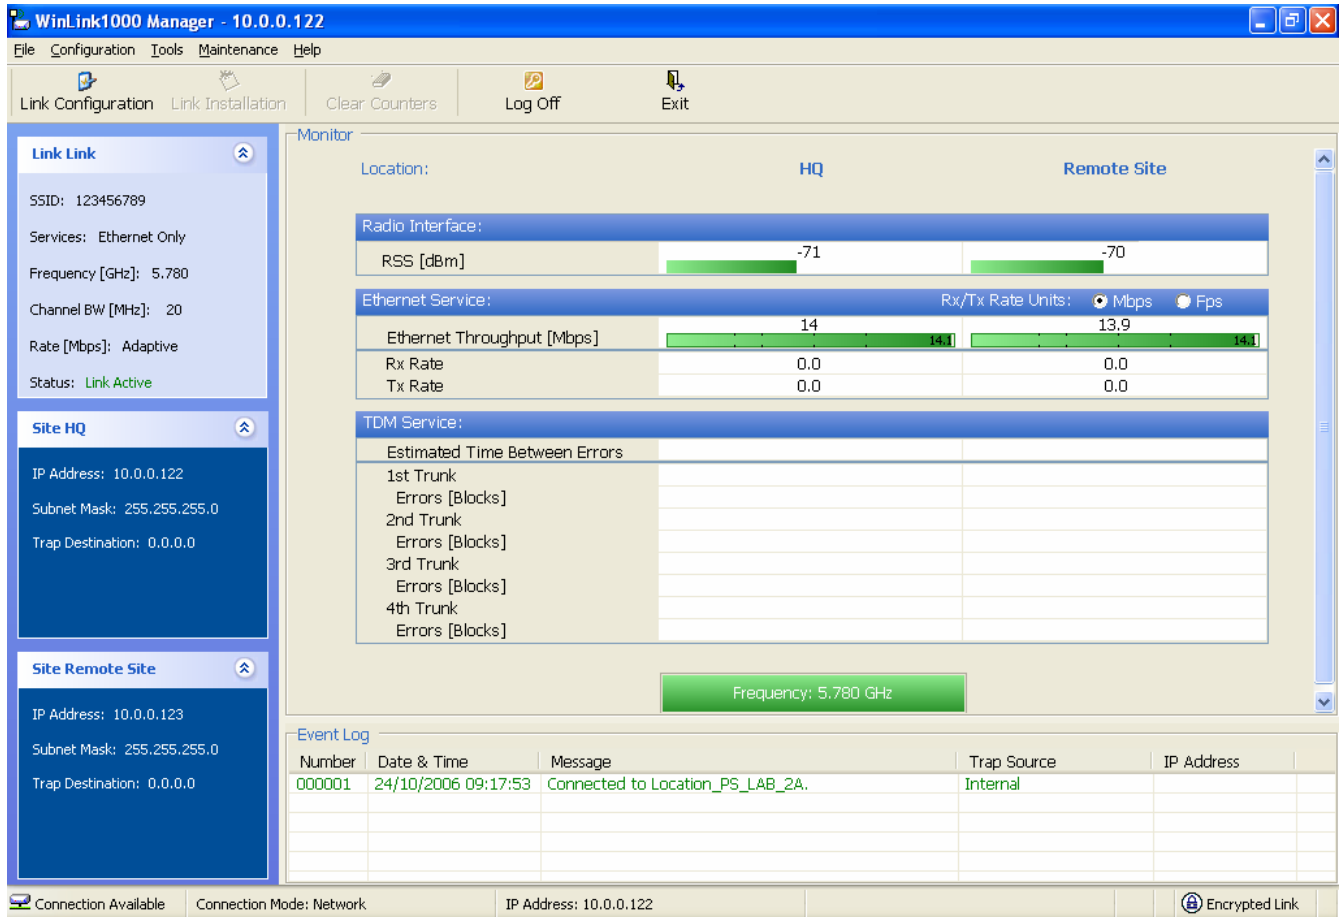 WinLink1000 Manager - 10.0.0.122
File Configuration Tools Maintenance Help
Link Configuration Link Installation Clear Counters Log Off Exit
Link Link
SSID: 123456789
Services: Ethernet Only
Frequency [GHz]: 5.780
Channel BW [MHz]: 20
Rate [Mbps]: Adaptive
Status: Link Active
Site HQ
IP Address: 10.0.0.122
Subnet Mask: 255.255.255.0
Trap Destination: 0.0.0.0
Site Remote Site
IP Address: 10.0.0.123
Subnet Mask: 255.255.255.0
Trap Destination: 0.0.0.0
Monitor
Location: HQ Remote Site
Radio Interface:
RSS [dBm] -71 -70
Ethernet Service: Rx/Tx Rate Units: Mbps Fps
Ethernet Throughput [Mbps] 14 14.1 13.9 14.1
Rx Rate 0.0 0.0
Tx Rate 0.0 0.0
TDM Service:
Estimated Time Between Errors
1st Trunk
Errors [Blocks]
2nd Trunk
Errors [Blocks]
3rd Trunk
Errors [Blocks]
4th Trunk
Errors [Blocks]
Frequency: 5.780 GHz
Event Log
Number Date & Time Message Trap Source IP Address
000001 24/10/2006 09:17:53 Connected to Location_PS_LAB_2A. Internal
Connection Available Connection Mode: Network IP Address: 10.0.0.122 Encrypted Link